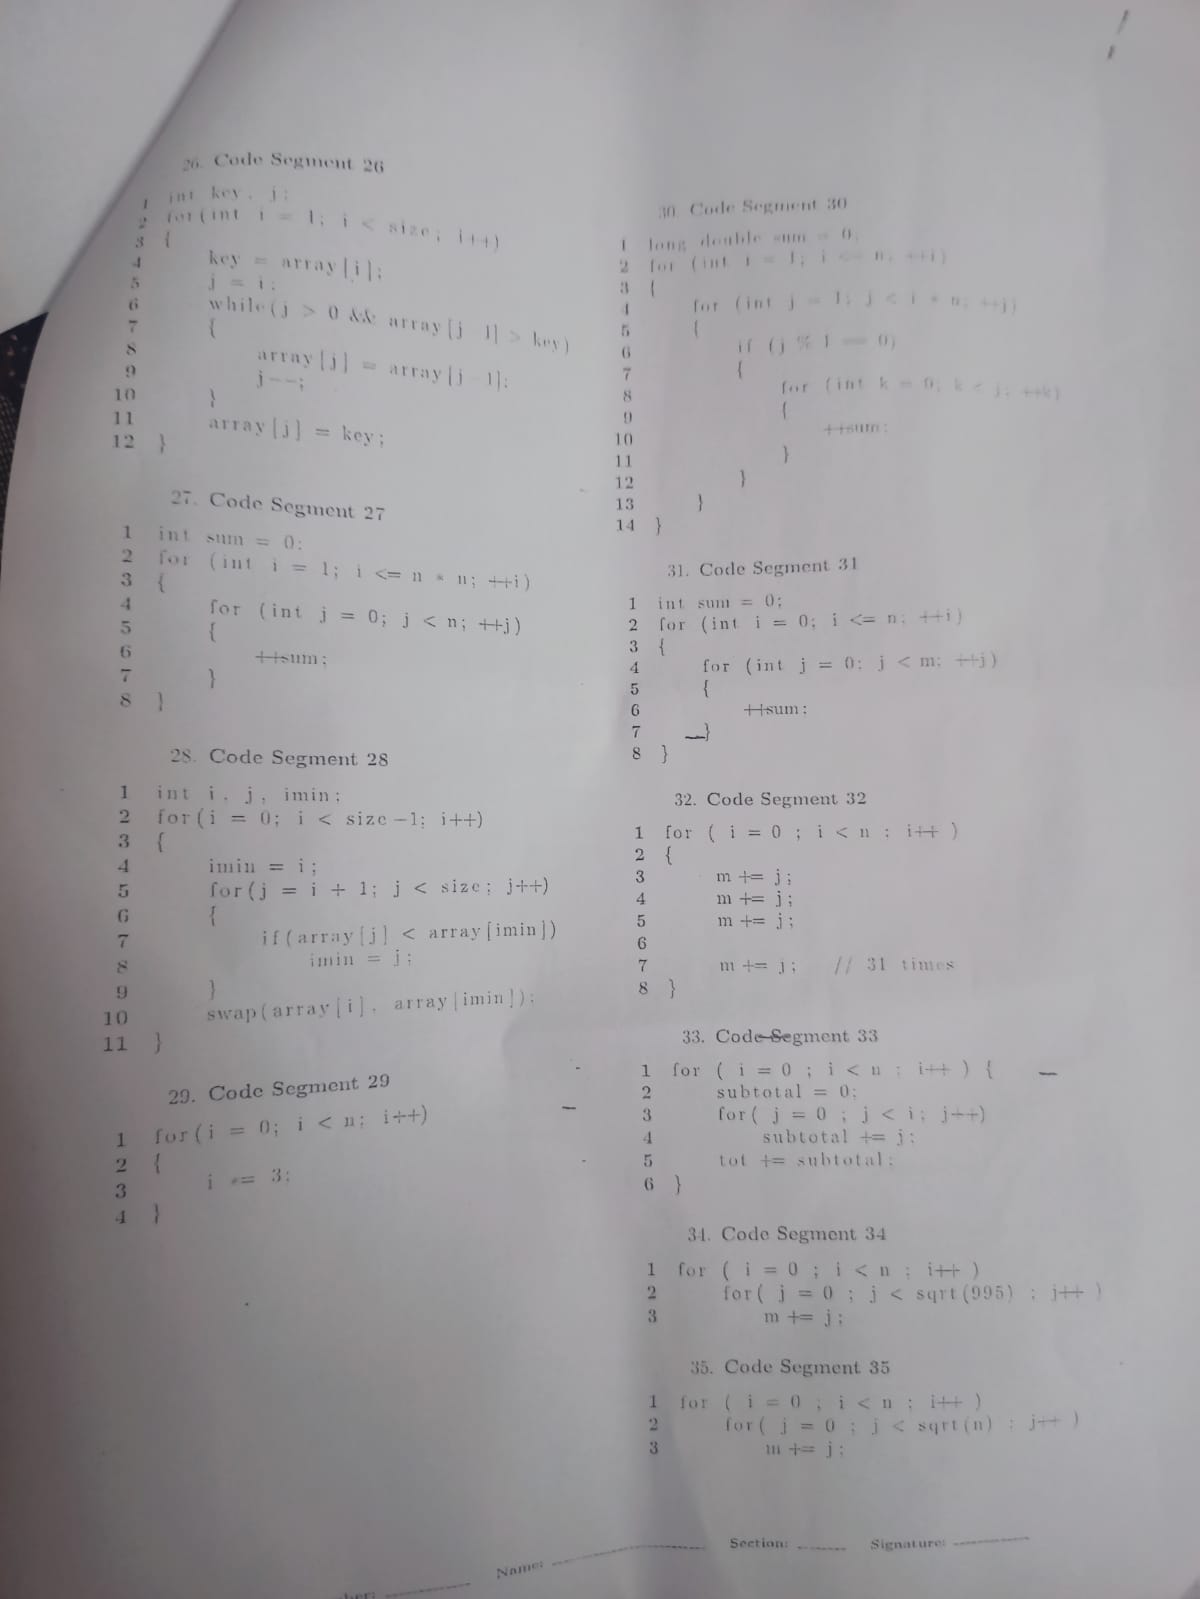 26. Code Segment 26
1 int key, j;
2 for(int i = 1; i < size; i++)
3 {
4 key = array[i];
5 j = i;
6 while(j > 0 && array[j-1] > key)
7 {
8 array[j] = array[j-1];
9 j--;
10 }
11 array[j] = key;
12 }
27. Code Segment 27
1 int sum = 0;
2 for (int i = 1; i <= n * n; ++i)
3 {
4 for (int j = 0; j < n; ++j)
5 {
6 ++sum;
7 }
8 }
28. Code Segment 28
1 int i, j, imin;
2 for(i = 0; i < size-1; i++)
3 {
4 imin = i;
5 for(j = i + 1; j < size; j++)
6 {
7 if(array[j] < array[imin])
8 imin = j;
9 }
10 swap(array[i], array[imin]);
11 }
29. Code Segment 29
1 for(i = 0; i < n; i++)
2 {
3 i *= 3;
4 }
30. Code Segment 30
1 long double sum = 0;
2 for (int i = 1; i <= n; ++i)
3 {
4 for (int j = 1; j < i * n; ++j)
5 {
6 if (j % 1 == 0)
7 {
8 for (int k = 0; k < j; ++k)
9 {
10 ++sum;
11 }
12 }
13 }
14 }
31. Code Segment 31
1 int sum = 0;
2 for (int i = 0; i <= n; ++i)
3 {
4 for (int j = 0; j < m; ++j)
5 {
6 ++sum;
7 }
8 }
32. Code Segment 32
1 for ( i = 0 ; i < n ; i++ )
2 {
3 m += j;
4 m += j;
5 m += j;
6
7 m += j; // 31 times
8 }
33. Code Segment 33
1 for ( i = 0 ; i < n ; i++ ) {
2 subtotal = 0;
3 for( j = 0 ; j < i; j++)
4 subtotal += j;
5 tot += subtotal;
6 }
34. Code Segment 34
1 for ( i = 0 ; i < n ; i++ )
2 for( j = 0 ; j < sqrt(995) ; j++ )
3 m += j;
35. Code Segment 35
1 for ( i = 0 ; i < n ; i++ )
2 for( j = 0 ; j < sqrt(n) ; j++ )
3 m += j;
Name: Section: Signature: